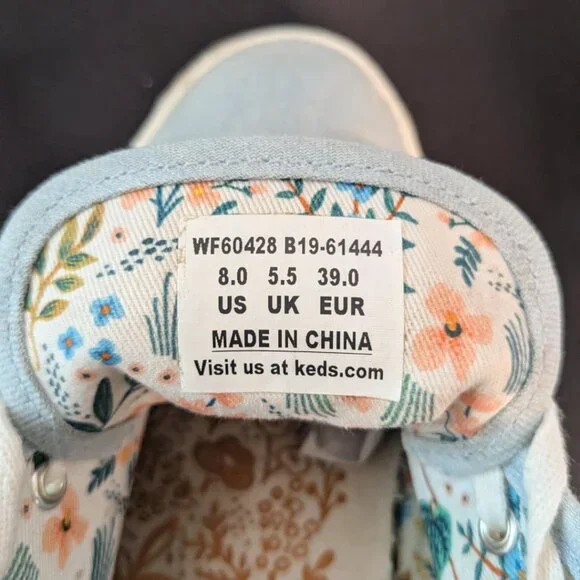 WF60428 B19-61444
8.0 5.5 39.0
US UK EUR
MADE IN CHINA
Visit us at keds.com